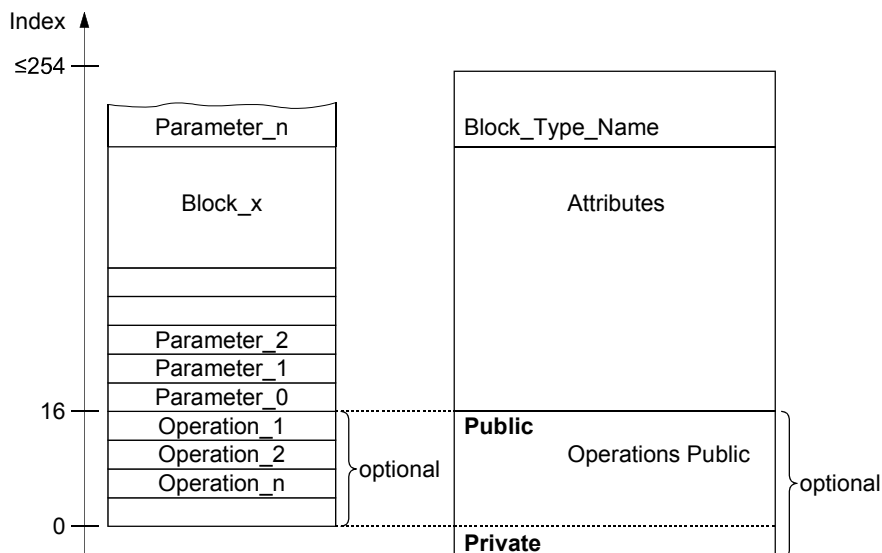 Index
≤254
Parameter_n
Block_Type_Name
Block_x
Attributes
Parameter_2
Parameter_1
Parameter_0
16
Operation_1
Public
Operation_2
Operations Public
optional
Operation_n
optional
0
Private